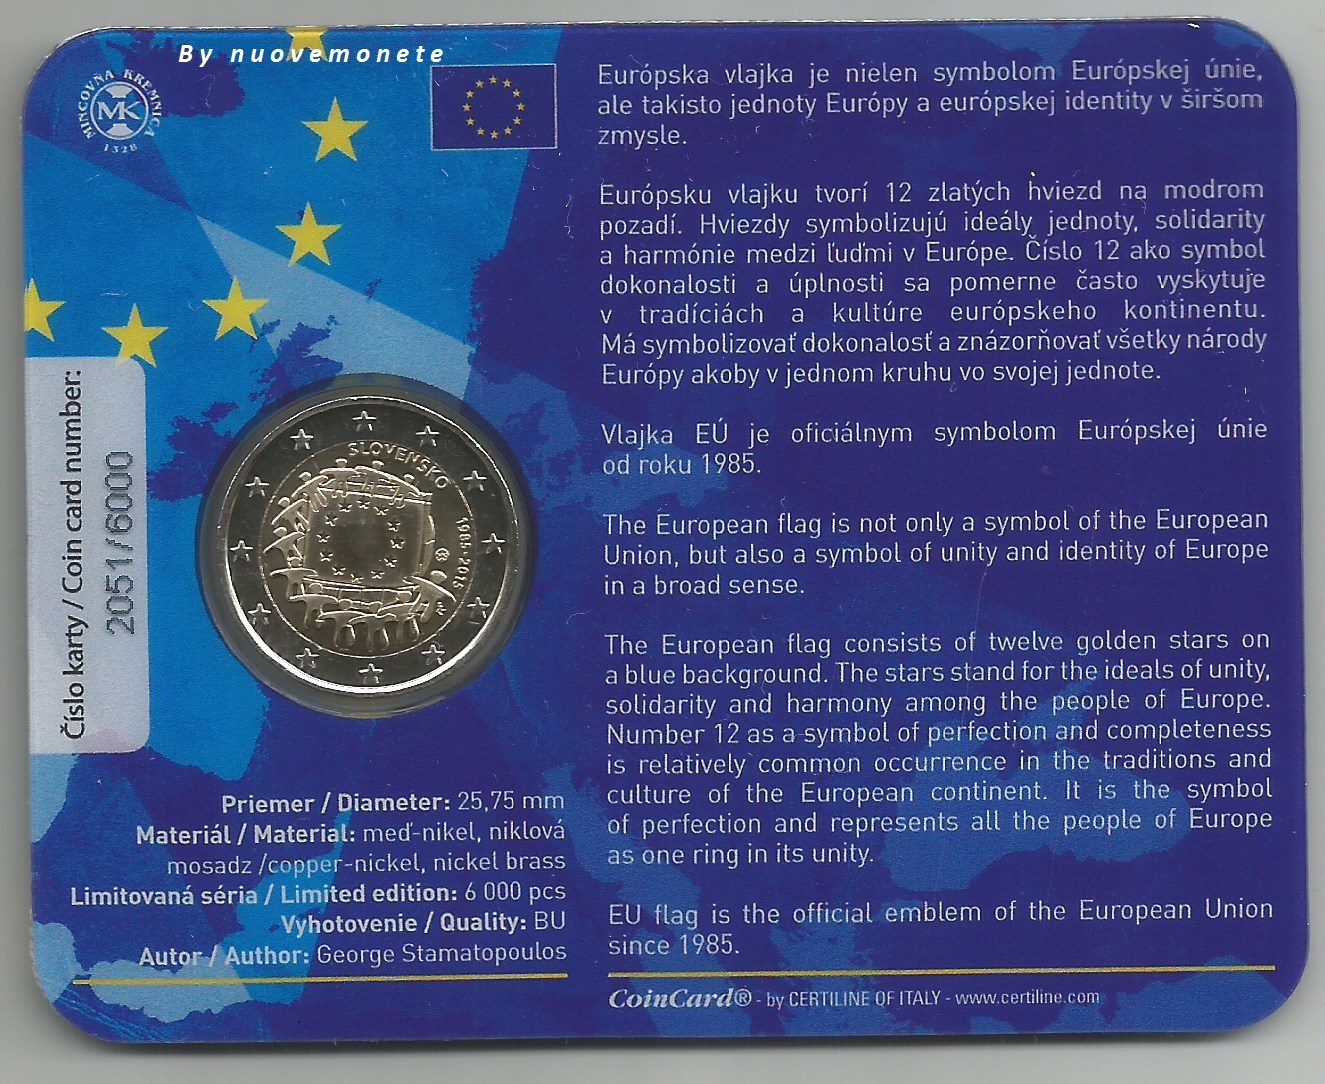 By nuovemonete
MINCOVŇA KREMNICA
MK
1328
Číslo karty / Coin card number:
2051/6000
SLOVENSKO
1985-2015
Priemer / Diameter: 25,75 mm
Materiál / Material: meď-nikel, niklová
mosadz /copper-nickel, nickel brass
Limitovaná séria / Limited edition: 6 000 pcs
Vyhotovenie / Quality: BU
Autor / Author: George Stamatopoulos
Európska vlajka je nielen symbolom Európskej únie,
ale takisto jednoty Európy a európskej identity v širšom
zmysle.
Európsku vlajku tvorí 12 zlatých hviezd na modrom
pozadí. Hviezdy symbolizujú ideály jednoty, solidarity
a harmónie medzi ľuďmi v Európe. Číslo 12 ako symbol
dokonalosti a úplnosti sa pomerne často vyskytuje
v tradíciách a kultúre európskeho kontinentu.
Má symbolizovať dokonalosť a znázorňovať všetky národy
Európy akoby v jednom kruhu vo svojej jednote.
Vlajka EÚ je oficiálnym symbolom Európskej únie
od roku 1985.
The European flag is not only a symbol of the European
Union, but also a symbol of unity and identity of Europe
in a broad sense.
The European flag consists of twelve golden stars on
a blue background. The stars stand for the ideals of unity,
solidarity and harmony among the people of Europe.
Number 12 as a symbol of perfection and completeness
is relatively common occurrence in the traditions and
culture of the European continent. It is the symbol
of perfection and represents all the people of Europe
as one ring in its unity.
EU flag is the official emblem of the European Union
since 1985.
CoinCard® - by CERTILINE OF ITALY - www.certiline.com